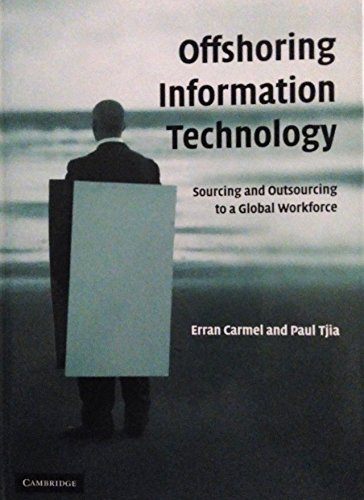 Offshoring
Information
Technology
Sourcing and Outsourcing
to a Global Workforce
Erran Carmel and Paul Tjia
CAMBRIDGE